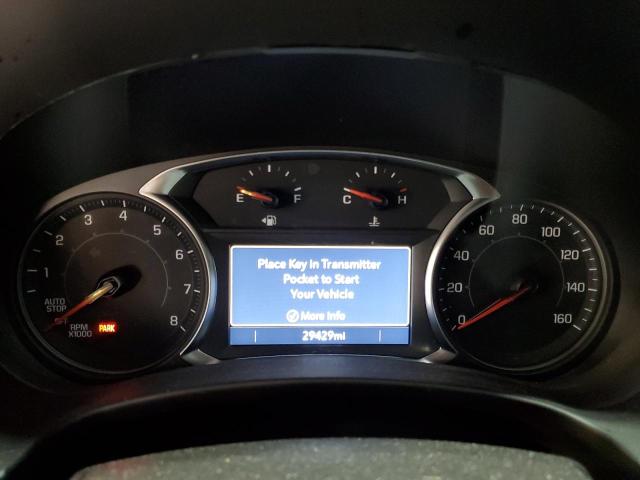 E F C H
Place Key in Transmitter
Pocket to Start
Your Vehicle
More Info
29429mi
1 2 3 4 5 6 7 8
AUTO
STOP
RPM
X1000
PARK
0 20 40 60 80 100 120 140 160